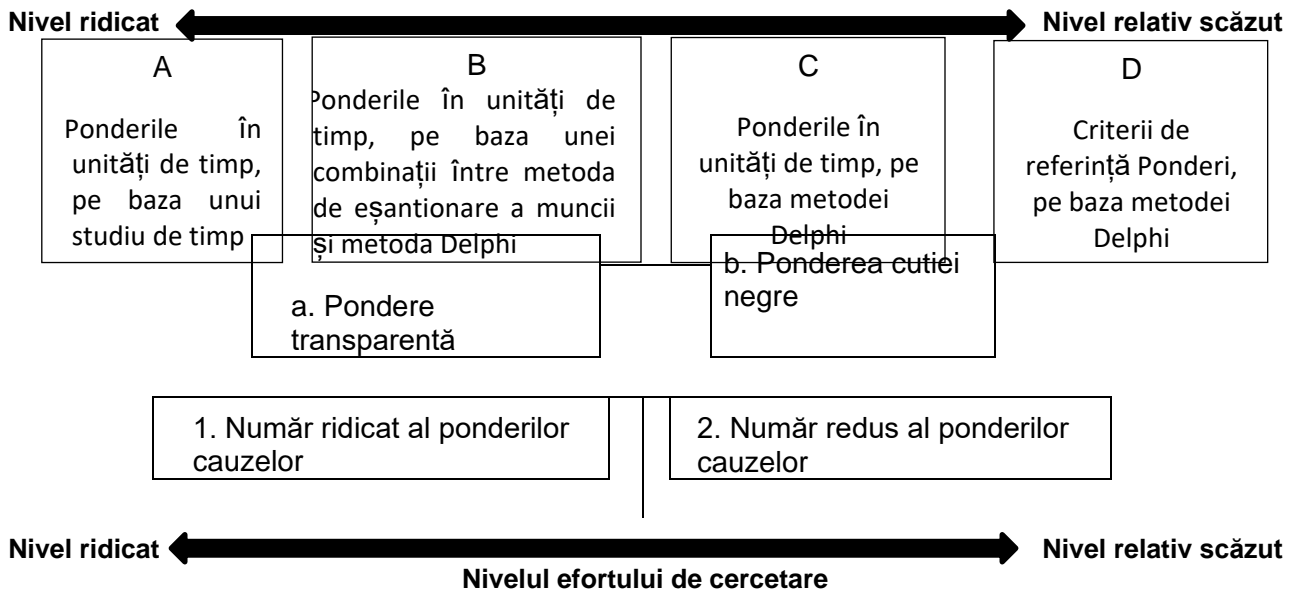 Nivel ridicat
Nivel relativ scăzut
A
Ponderile în
unități de timp,
pe baza unui
studiu de timp
B
Ponderile în unități de
timp, pe baza unei
combinații între metoda
de eșantionare a muncii
și metoda Delphi
C
Ponderile în
unități de timp, pe
baza metodei
Delphi
D
Criterii de
referință Ponderi,
pe baza metodei
Delphi
a. Pondere
transparentă
b. Ponderea cutiei
negre
1. Număr ridicat al ponderilor
cauzelor
2. Număr redus al ponderilor
cauzelor
Nivel ridicat
Nivel relativ scăzut
Nivelul efortului de cercetare